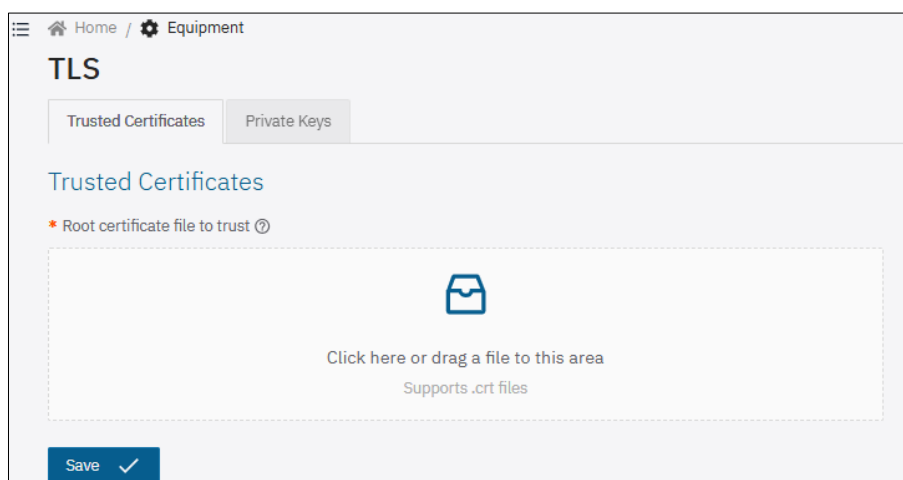 Home / Equipment
TLS
Trusted Certificates Private Keys
Trusted Certificates
* Root certificate file to trust ?
Click here or drag a file to this area
Supports .crt files
Save